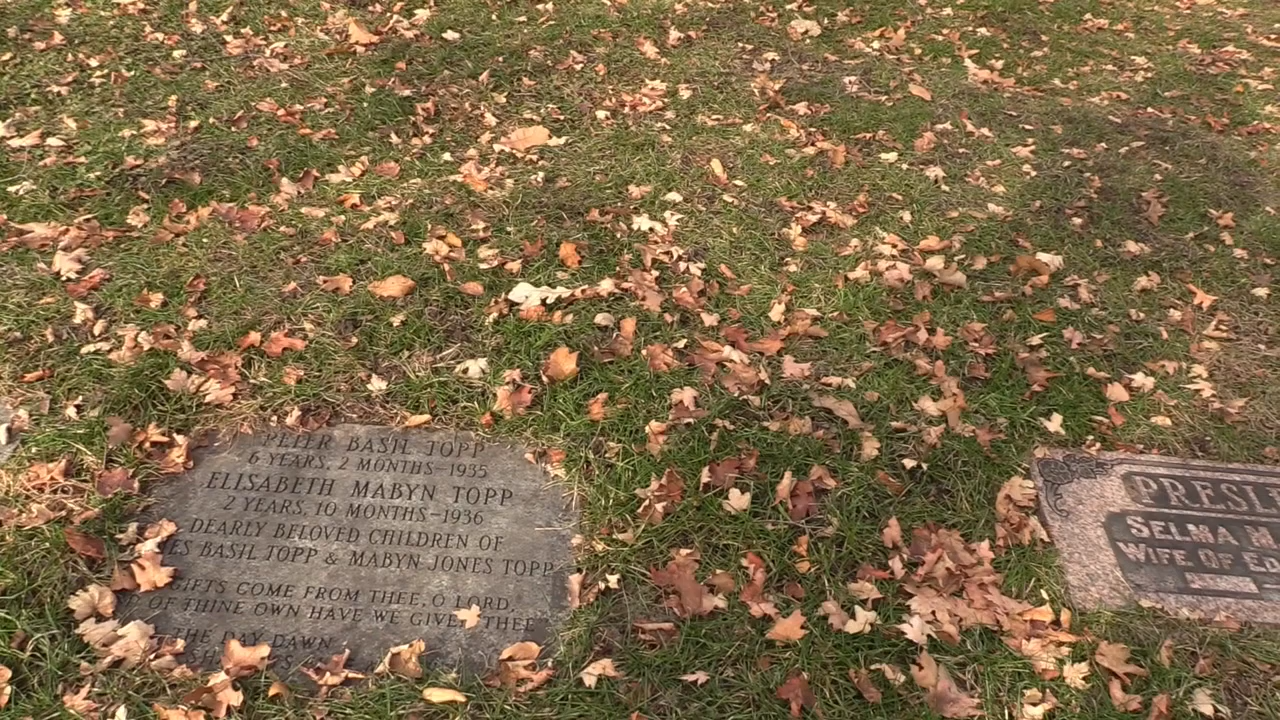 PETER BASIL TOPP
6 YEARS, 2 MONTHS-1935
ELISABETH MABYN TOPP
2 YEARS, 10 MONTHS-1936
DEARLY BELOVED CHILDREN OF
BASIL TOPP & MABYN JONES TOPP
GIFTS COME FROM THEE, O LORD,
OF THINE OWN HAVE WE GIVEN THEE
THE DAY DAWN
PRESL
SELMA M
WIFE OF ED